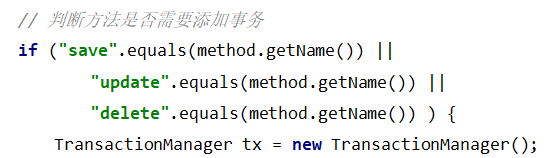 // 判断方法是否需要添加事务
if ("save".equals(method.getName()) ||
"update".equals(method.getName()) ||
"delete".equals(method.getName()) ) {
TransactionManager tx = new TransactionManager();